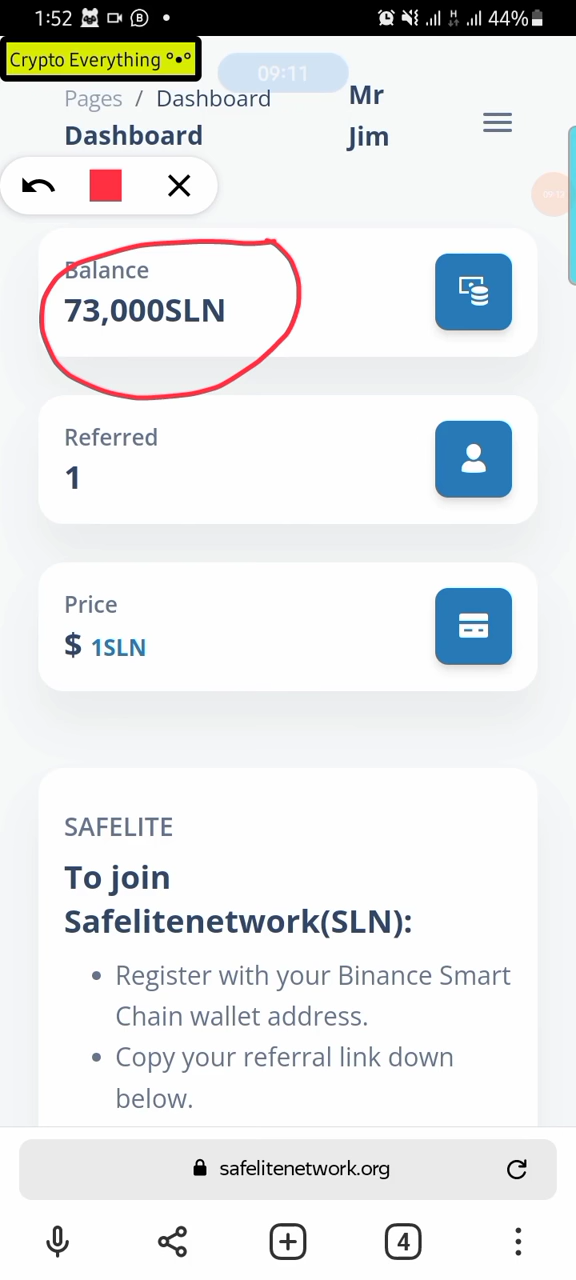 1:52 44%
Crypto Everything °•°
09:11
Pages / Dashboard
Dashboard
Mr
Jim
Balance
73,000SLN
Referred
1
Price
$ 1SLN
SAFELITE
To join
Safelitenetwork(SLN):
• Register with your Binance Smart
Chain wallet address.
• Copy your referral link down
below.
safelitenetwork.org
4